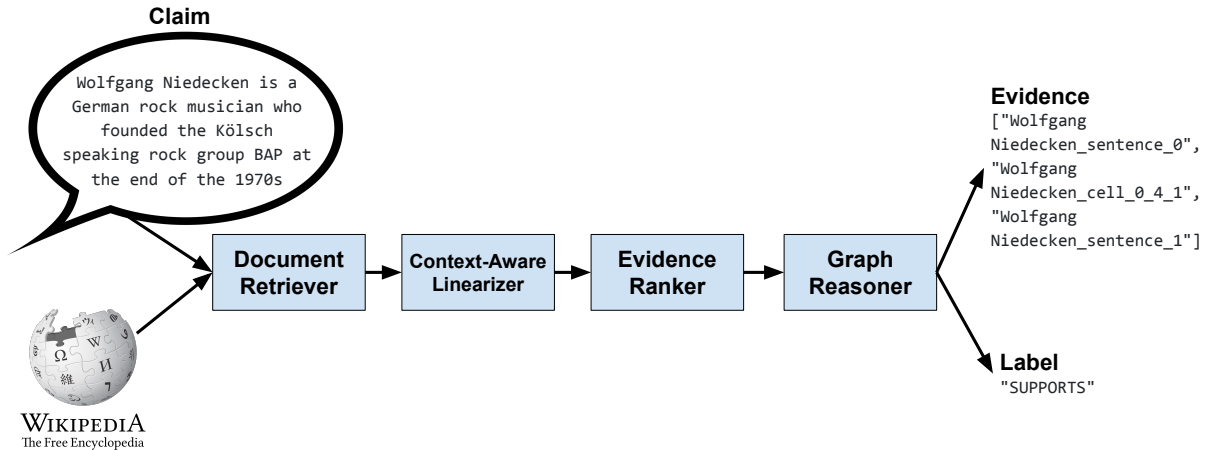 Claim
Wolfgang Niedecken is a
German rock musician who
founded the Kölsch
speaking rock group BAP at
the end of the 1970s
Document
Retriever
Context-Aware
Linearizer
Evidence
Ranker
Graph
Reasoner
Evidence
["Wolfgang
Niedecken_sentence_0",
"Wolfgang
Niedecken_cell_0_4_1",
"Wolfgang
Niedecken_sentence_1"]
Label
"SUPPORTS"
Ω
W
И
維
WIKIPEDIA
The Free Encyclopedia